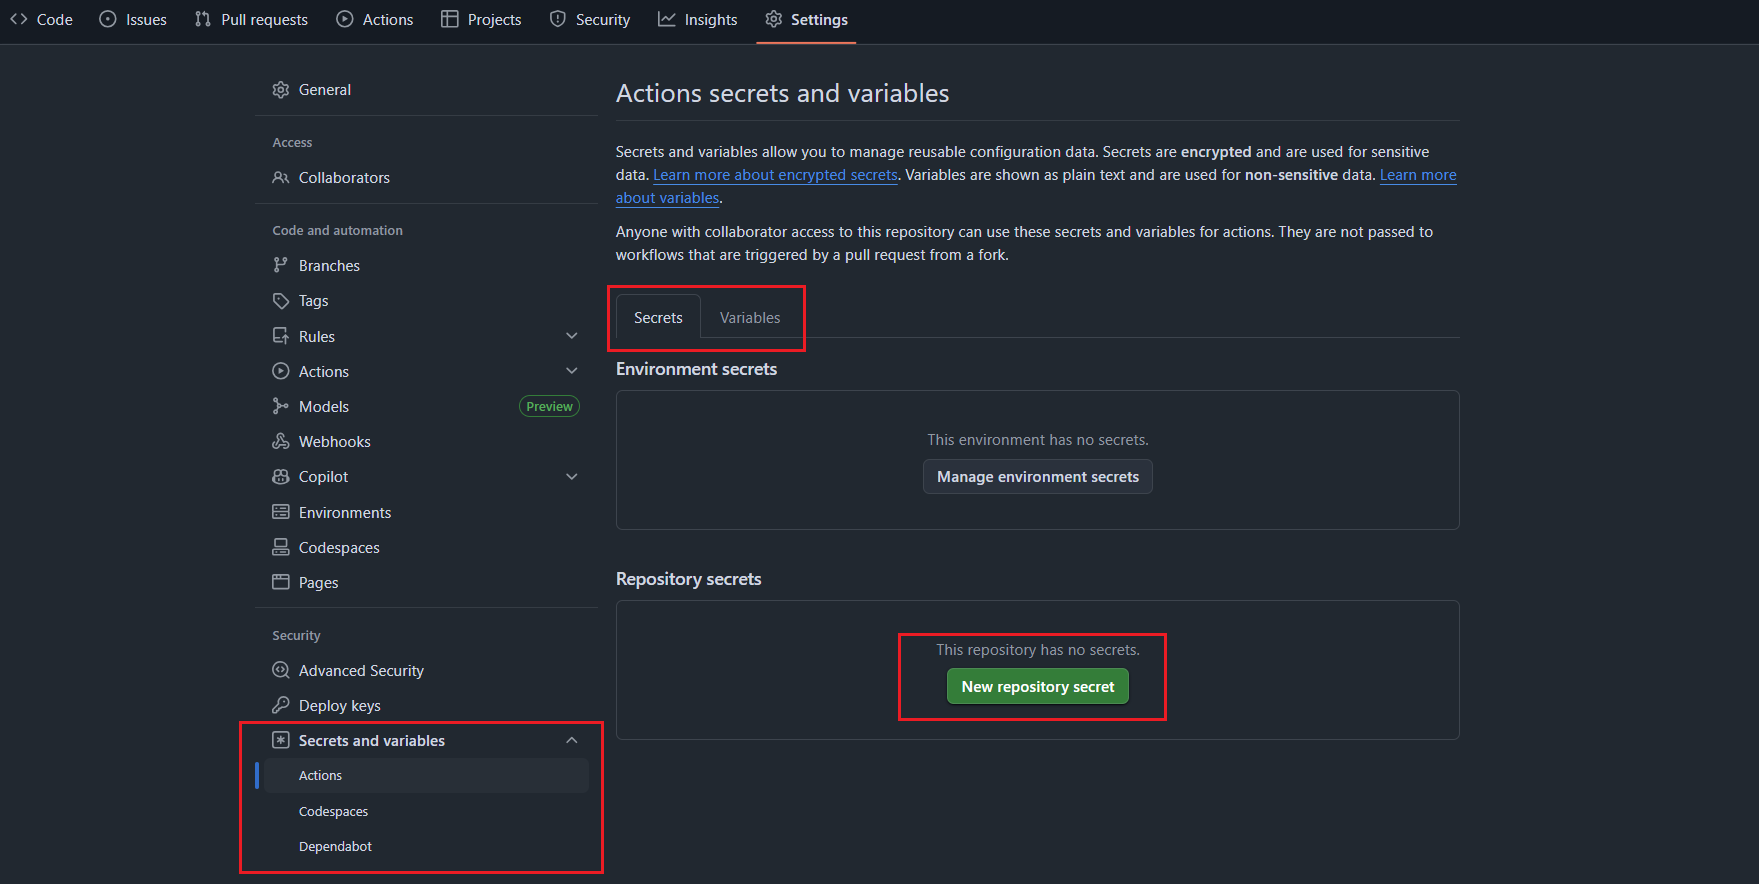 Code Issues Pull requests Actions Projects Security Insights Settings
General
Access
Collaborators
Code and automation
Branches
Tags
Rules
Actions
Models Preview
Webhooks
Copilot
Environments
Codespaces
Pages
Security
Advanced Security
Deploy keys
Secrets and variables
Actions
Codespaces
Dependabot
Actions secrets and variables
Secrets and variables allow you to manage reusable configuration data. Secrets are encrypted and are used for sensitive
data. Learn more about encrypted secrets. Variables are shown as plain text and are used for non-sensitive data. Learn more
about variables.
Anyone with collaborator access to this repository can use these secrets and variables for actions. They are not passed to
workflows that are triggered by a pull request from a fork.
Secrets Variables
Environment secrets
This environment has no secrets.
Manage environment secrets
Repository secrets
This repository has no secrets.
New repository secret